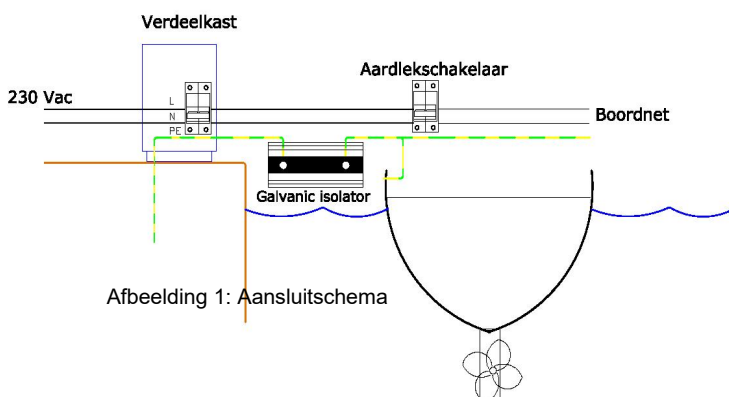 Verdeelkast
Aardlekschakelaar
230 Vac
L
N
PE
Boordnet
Galvanic isolator
Afbeelding 1: Aansluitschema